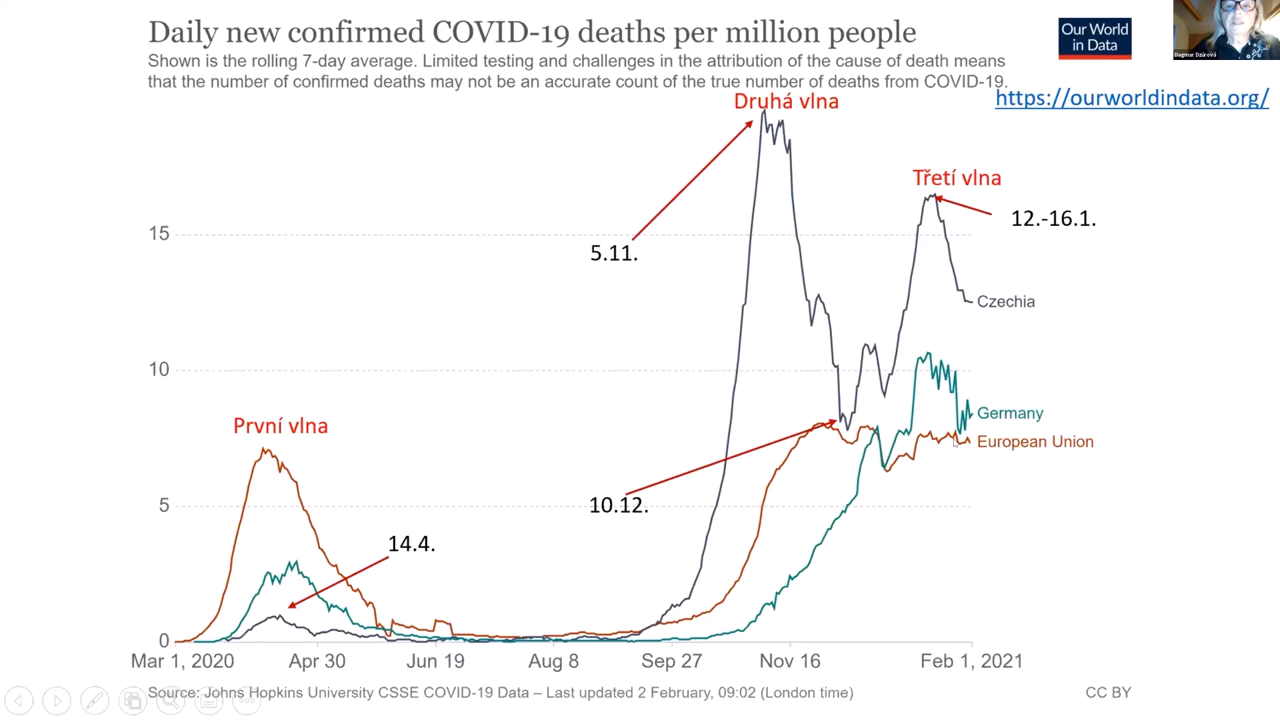 Daily new confirmed COVID-19 deaths per million people
Shown is the rolling 7-day average. Limited testing and challenges in the attribution of the cause of death means
that the number of confirmed deaths may not be an accurate count of the true number of deaths from COVID-19.
Our World
in Data
Dagmar Dzúrová
https://ourworldindata.org/
Druhá vlna
Třetí vlna
12.-16.1.
15
5.11.
Czechia
10
Germany
První vlna
European Union
5
10.12.
14.4.
0
Mar 1, 2020 Apr 30 Jun 19 Aug 8 Sep 27 Nov 16 Feb 1, 2021
Source: Johns Hopkins University CSSE COVID-19 Data – Last updated 2 February, 09:02 (London time) CC BY